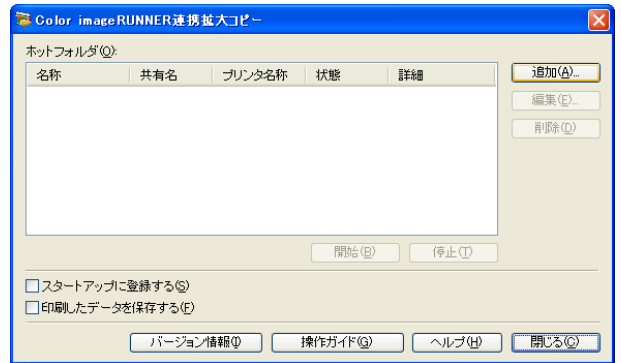 Color imageRUNNER連携拡大コピー
ホットフォルダ(O):
名称 共有名 プリンタ名称 状態 詳細
追加(A)...
編集(E)...
削除(D)
開始(B) 停止(T)
スタートアップに登録する(S)
印刷したデータを保存する(F)
バージョン情報(I) 操作ガイド(G) ヘルプ(H) 閉じる(C)